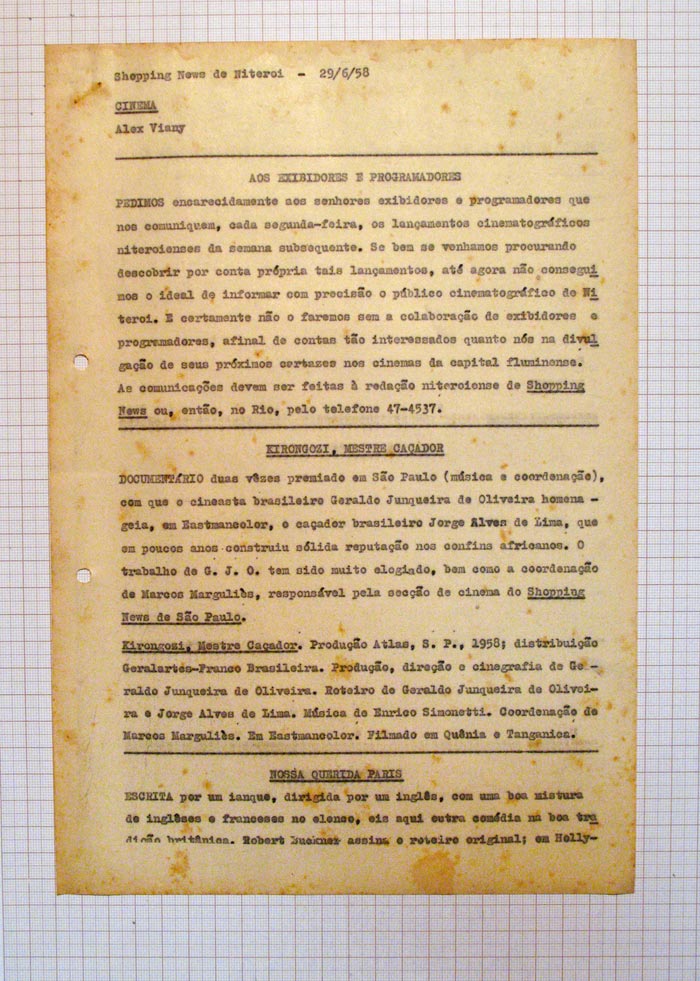 Shopping News de Niteroi - 29/6/58
CINEMA
Alex Viany
AOS EXIBIDORES E PROGRAMADORES
PEDIMOS encarecidamente aos senhores exibidores e programadores que
nos comuniquem, cada segunda-feira, os lançamentos cinematográficos
niteroienses da semana subsequente. Se bem se venhamos procurando
descobrir por conta própria tais lançamentos, até agora não consegui
mos o ideal de informar com precisão o público cinematográfico de Ni
teroi. E certamente não o faremos sem a colaboração de exibidores e
programadores, afinal de contas tão interessados quanto nós na divul
gação de seus próximos cartazes nos cinemas da capital fluminense.
As comunicações devem ser feitas à redação niteroiense de Shopping
News ou, então, no Rio, pelo telefone 47-4537.
KIRONGOZI, MESTRE CAÇADOR
DOCUMENTÁRIO duas vêzes premiado em São Paulo (música e coordenação),
com que o cineasta brasileiro Geraldo Junqueira de Oliveira homena -
geia, em Eastmancolor, o caçador brasileiro Jorge Alves de Lima, que
em poucos anos construiu sólida reputação nos confins africanos. O
trabalho de G. J. O. tem sido muito elogiado, bem como a coordenação
de Marcos Marguliès, responsável pela secção de cinema do Shopping
News de São Paulo.
Kirongozi, Mestre Caçador. Produção Atlas, S. P., 1958; distribuição
Geralartes-Franco Brasileira. Produção, direção e cinegrafia de Ge -
raldo Junqueira de Oliveira. Roteiro de Geraldo Junqueira de Olivei-
ra e Jorge Alves de Lima. Música de Enrico Simonetti. Coordenação de
Marcos Marguliès. Em Eastmancolor. Filmado em Quênia e Tanganica.
NOSSA QUERIDA PARIS
ESCRITA por um ianque, dirigida por um inglês, com uma boa mistura
de inglêses e franceses no elenco, eis aqui outra comédia na boa tra
dição britânica. Robert Buckner assina o roteiro original; em Holly-